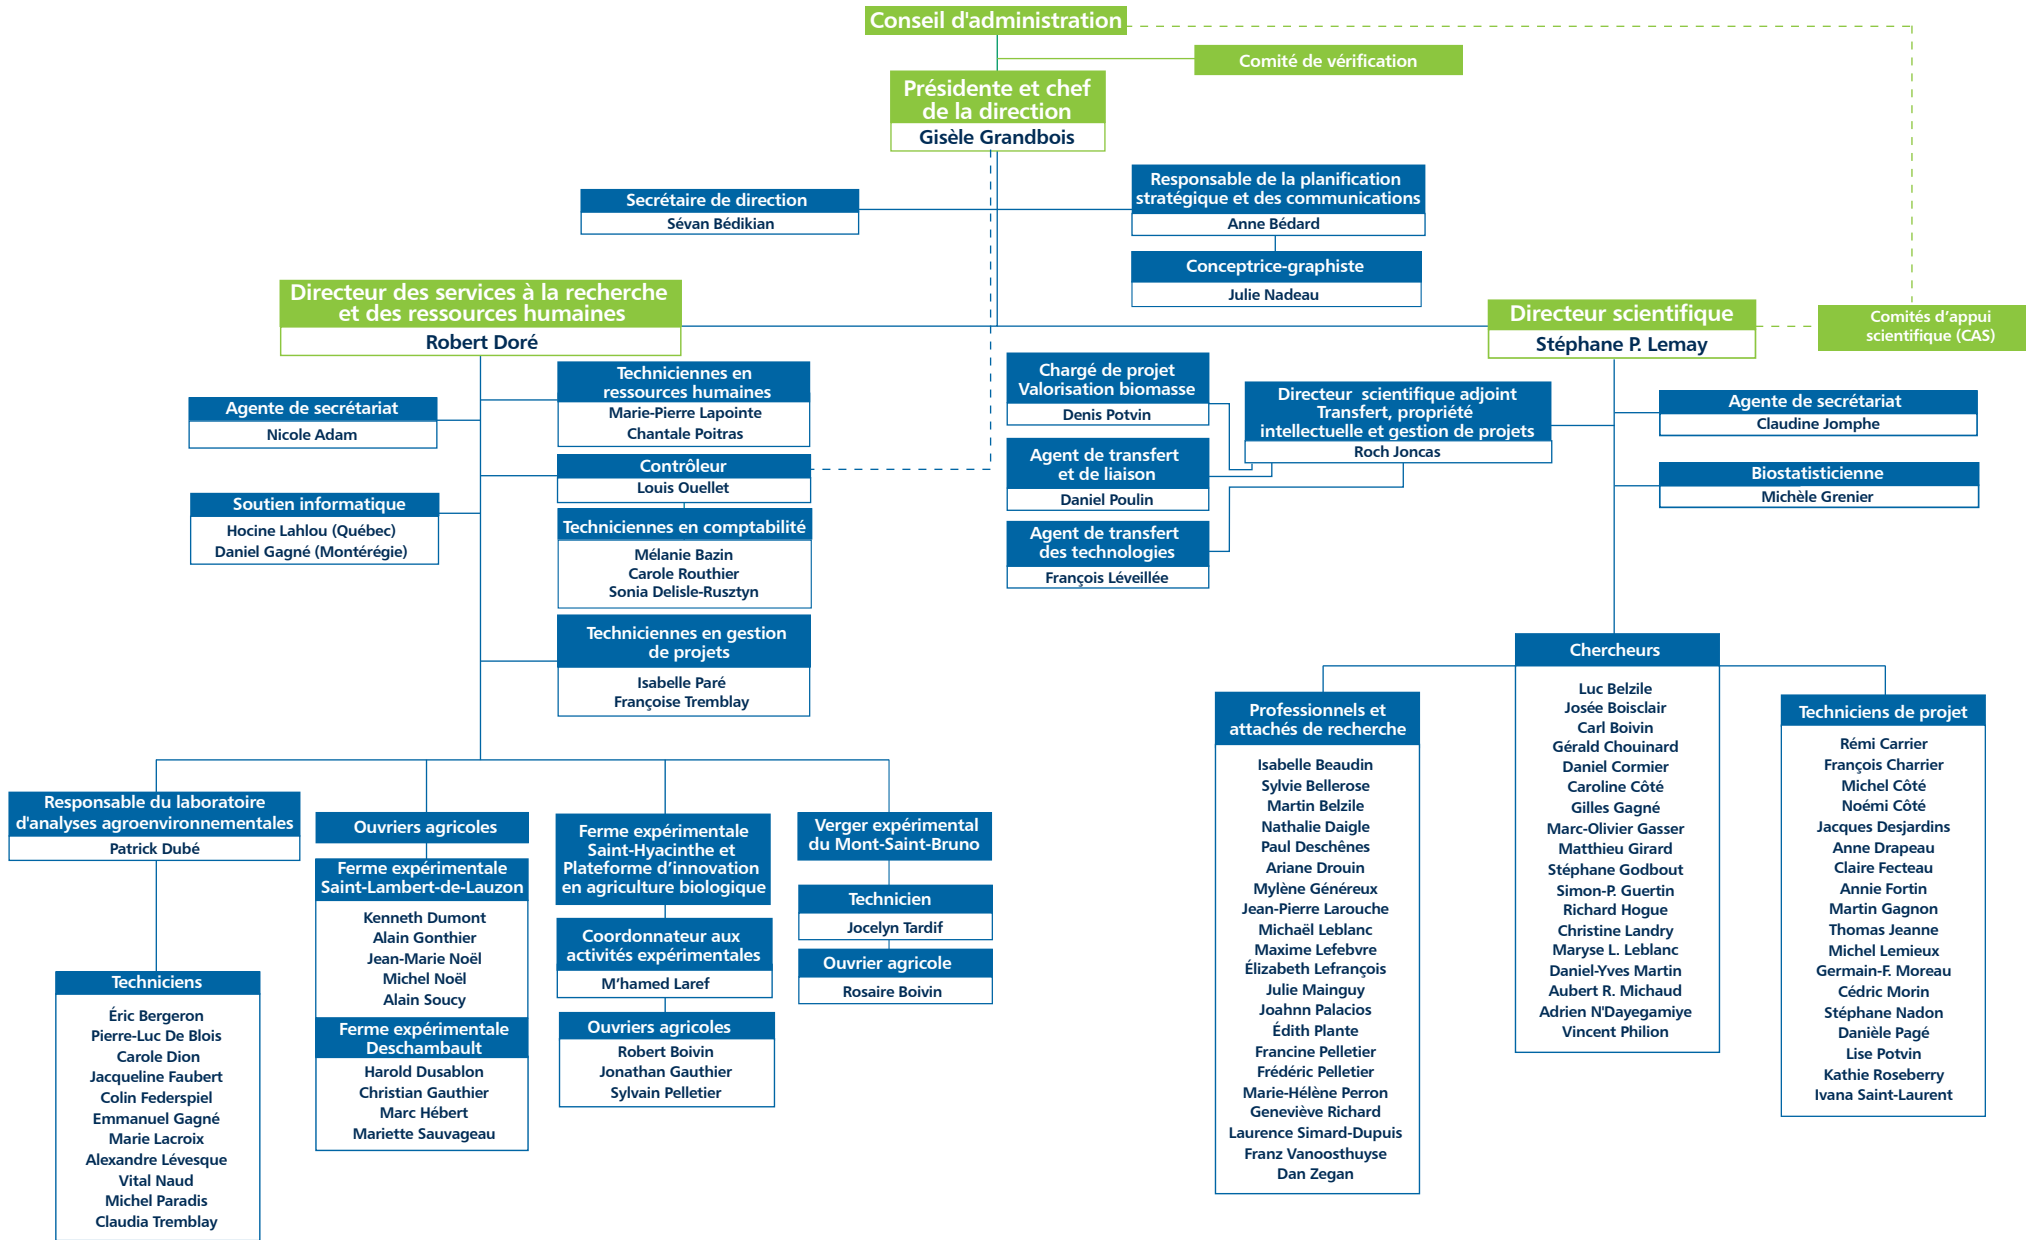 Conseil d'administration
Comité de vérification
Présidente et chef
de la direction
Gisèle Grandbois
Secrétaire de direction
Sévan Bédikian
Responsable de la planification
stratégique et des communications
Anne Bédard
Conceptrice-graphiste
Julie Nadeau
Directeur des services à la recherche
et des ressources humaines
Robert Doré
Directeur scientifique
Stéphane P. Lemay
Comités d'appui
scientifique (CAS)
Agente de secrétariat
Nicole Adam
Soutien informatique
Hocine Lahlou (Québec)
Daniel Gagné (Montérégie)
Techniciennes en
ressources humaines
Marie-Pierre Lapointe
Chantale Poitras
Contrôleur
Louis Ouellet
Techniciennes en comptabilité
Mélanie Bazin
Carole Routhier
Sonia Delisle-Rusztyn
Techniciennes en gestion
de projets
Isabelle Paré
Françoise Tremblay
Chargé de projet
Valorisation biomasse
Denis Potvin
Agent de transfert
et de liaison
Daniel Poulin
Agent de transfert
des technologies
François Léveillée
Directeur scientifique adjoint
Transfert, propriété
intellectuelle et gestion de projets
Roch Joncas
Agente de secrétariat
Claudine Jomphe
Biostatisticienne
Michèle Grenier
Responsable du laboratoire
d'analyses agroenvironnementales
Patrick Dubé
Techniciens
Éric Bergeron
Pierre-Luc De Blois
Carole Dion
Jacqueline Faubert
Colin Federspiel
Emmanuel Gagné
Marie Lacroix
Alexandre Lévesque
Vital Naud
Michel Paradis
Claudia Tremblay
Ouvriers agricoles
Ferme expérimentale
Saint-Lambert-de-Lauzon
Kenneth Dumont
Alain Gonthier
Jean-Marie Noël
Michel Noël
Alain Soucy
Ferme expérimentale
Deschambault
Harold Dusablon
Christian Gauthier
Marc Hébert
Mariette Sauvageau
Ferme expérimentale
Saint-Hyacinthe et
Plateforme d'innovation
en agriculture biologique
Coordonnateur aux
activités expérimentales
M'hamed Laref
Ouvriers agricoles
Robert Boivin
Jonathan Gauthier
Sylvain Pelletier
Verger expérimental
du Mont-Saint-Bruno
Technicien
Jocelyn Tardif
Ouvrier agricole
Rosaire Boivin
Professionnels et
attachés de recherche
Isabelle Beaudin
Sylvie Bellerose
Martin Belzile
Nathalie Daigle
Paul Deschênes
Ariane Drouin
Mylène Généreux
Jean-Pierre Larouche
Michaël Leblanc
Maxime Lefebvre
Élizabeth Lefrançois
Julie Mainguy
Joahnn Palacios
Édith Plante
Francine Pelletier
Frédéric Pelletier
Marie-Hélène Perron
Geneviève Richard
Laurence Simard-Dupuis
Franz Vanoosthuyse
Dan Zegan
Chercheurs
Luc Belzile
Josée Boisclair
Carl Boivin
Gérald Chouinard
Daniel Cormier
Caroline Côté
Gilles Gagné
Marc-Olivier Gasser
Matthieu Girard
Stéphane Godbout
Simon-P. Guertin
Richard Hogue
Christine Landry
Maryse L. Leblanc
Daniel-Yves Martin
Aubert R. Michaud
Adrien N'Dayegamiye
Vincent Philion
Techniciens de projet
Rémi Carrier
François Charrier
Michel Côté
Noémi Côté
Jacques Desjardins
Anne Drapeau
Claire Fecteau
Annie Fortin
Martin Gagnon
Thomas Jeanne
Michel Lemieux
Germain-F. Moreau
Cédric Morin
Stéphane Nadon
Danièle Pagé
Lise Potvin
Kathie Roseberry
Ivana Saint-Laurent